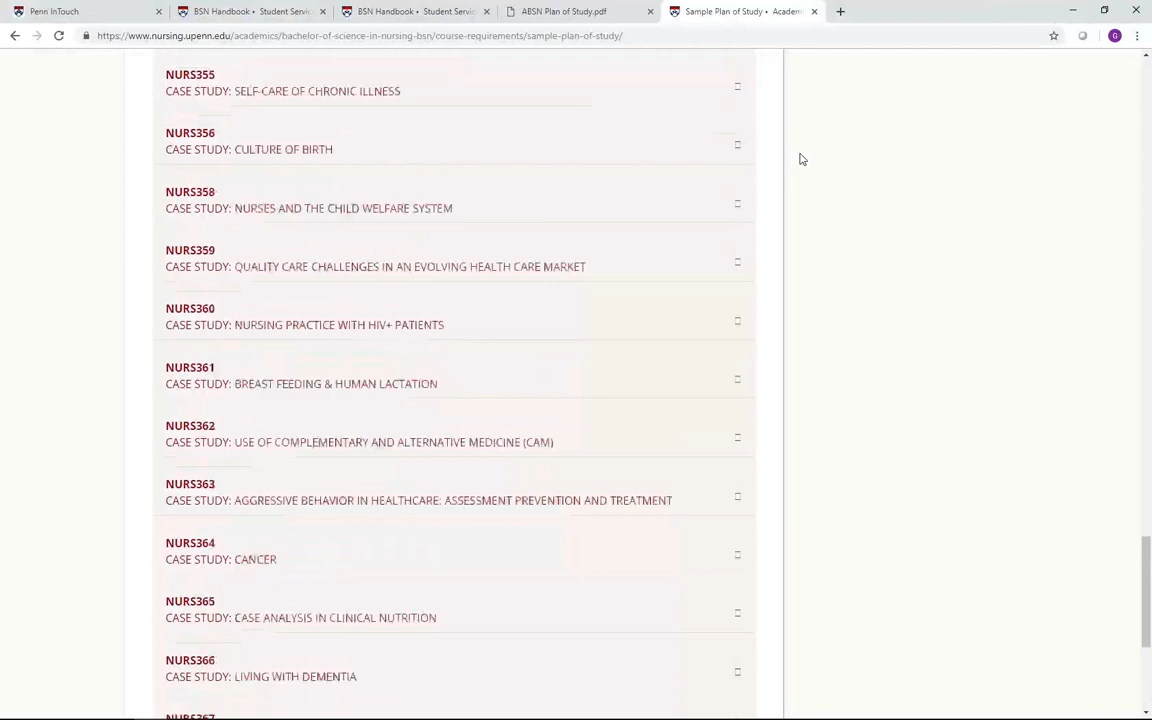 Penn InTouch
BSN Handbook • Student Servic
BSN Handbook • Student Servic
ABSN Plan of Study.pdf
Sample Plan of Study • Academi
https://www.nursing.upenn.edu/academics/bachelor-of-science-in-nursing-bsn/course-requirements/sample-plan-of-study/
G
NURS355
CASE STUDY: SELF-CARE OF CHRONIC ILLNESS
NURS356
CASE STUDY: CULTURE OF BIRTH
NURS358
CASE STUDY: NURSES AND THE CHILD WELFARE SYSTEM
NURS359
CASE STUDY: QUALITY CARE CHALLENGES IN AN EVOLVING HEALTH CARE MARKET
NURS360
CASE STUDY: NURSING PRACTICE WITH HIV+ PATIENTS
NURS361
CASE STUDY: BREAST FEEDING & HUMAN LACTATION
NURS362
CASE STUDY: USE OF COMPLEMENTARY AND ALTERNATIVE MEDICINE (CAM)
NURS363
CASE STUDY: AGGRESSIVE BEHAVIOR IN HEALTHCARE: ASSESSMENT PREVENTION AND TREATMENT
NURS364
CASE STUDY: CANCER
NURS365
CASE STUDY: CASE ANALYSIS IN CLINICAL NUTRITION
NURS366
CASE STUDY: LIVING WITH DEMENTIA
NURS367